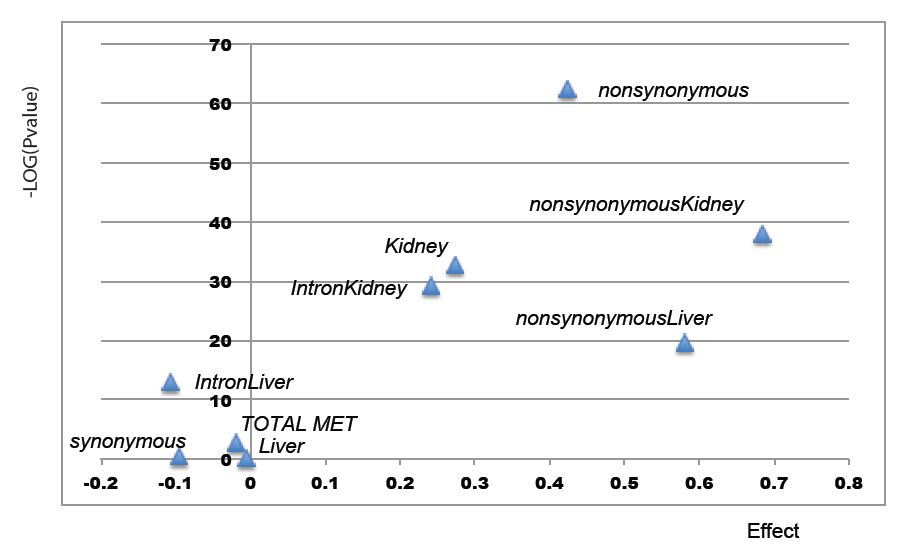 70
60
nonsynonymous
50
-LOG(Pvalue)
nonsynonymousKidney
40
Kidney
30
IntronKidney
nonsynonymousLiver
20
IntronLiver
10
TOTAL MET
synonymous
Liver
0
-0.2 -0.1 0 0.1 0.2 0.3 0.4 0.5 0.6 0.7 0.8
Effect